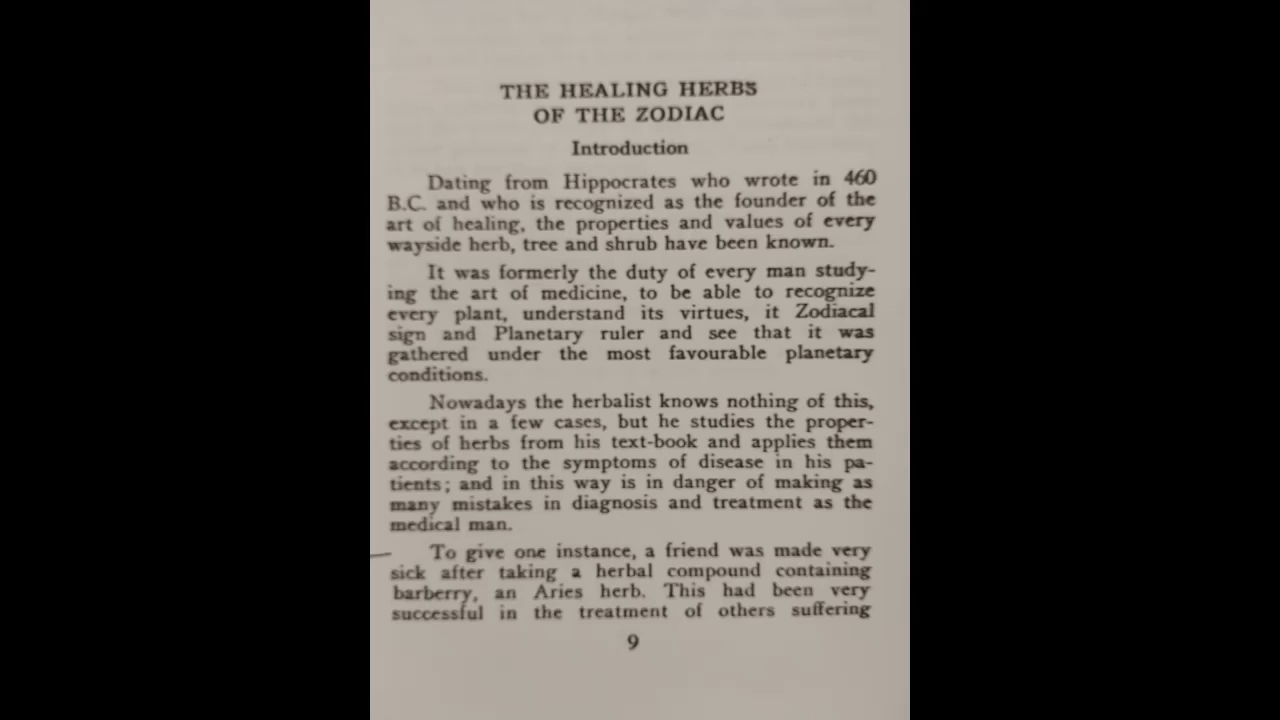 THE HEALING HERBS
OF THE ZODIAC
Introduction
Dating from Hippocrates who wrote in 460
B.C. and who is recognized as the founder of the
art of healing, the properties and values of every
wayside herb, tree and shrub have been known.
It was formerly the duty of every man study-
ing the art of medicine, to be able to recognize
every plant, understand its virtues, it Zodiacal
sign and Planetary ruler and see that it was
gathered under the most favourable planetary
conditions.
Nowadays the herbalist knows nothing of this,
except in a few cases, but he studies the proper-
ties of herbs from his text-book and applies them
according to the symptoms of disease in his pa-
tients; and in this way is in danger of making as
many mistakes in diagnosis and treatment as the
medical man.
To give one instance, a friend was made very
sick after taking a herbal compound containing
barberry, an Aries herb. This had been very
successful in the treatment of others suffering
9